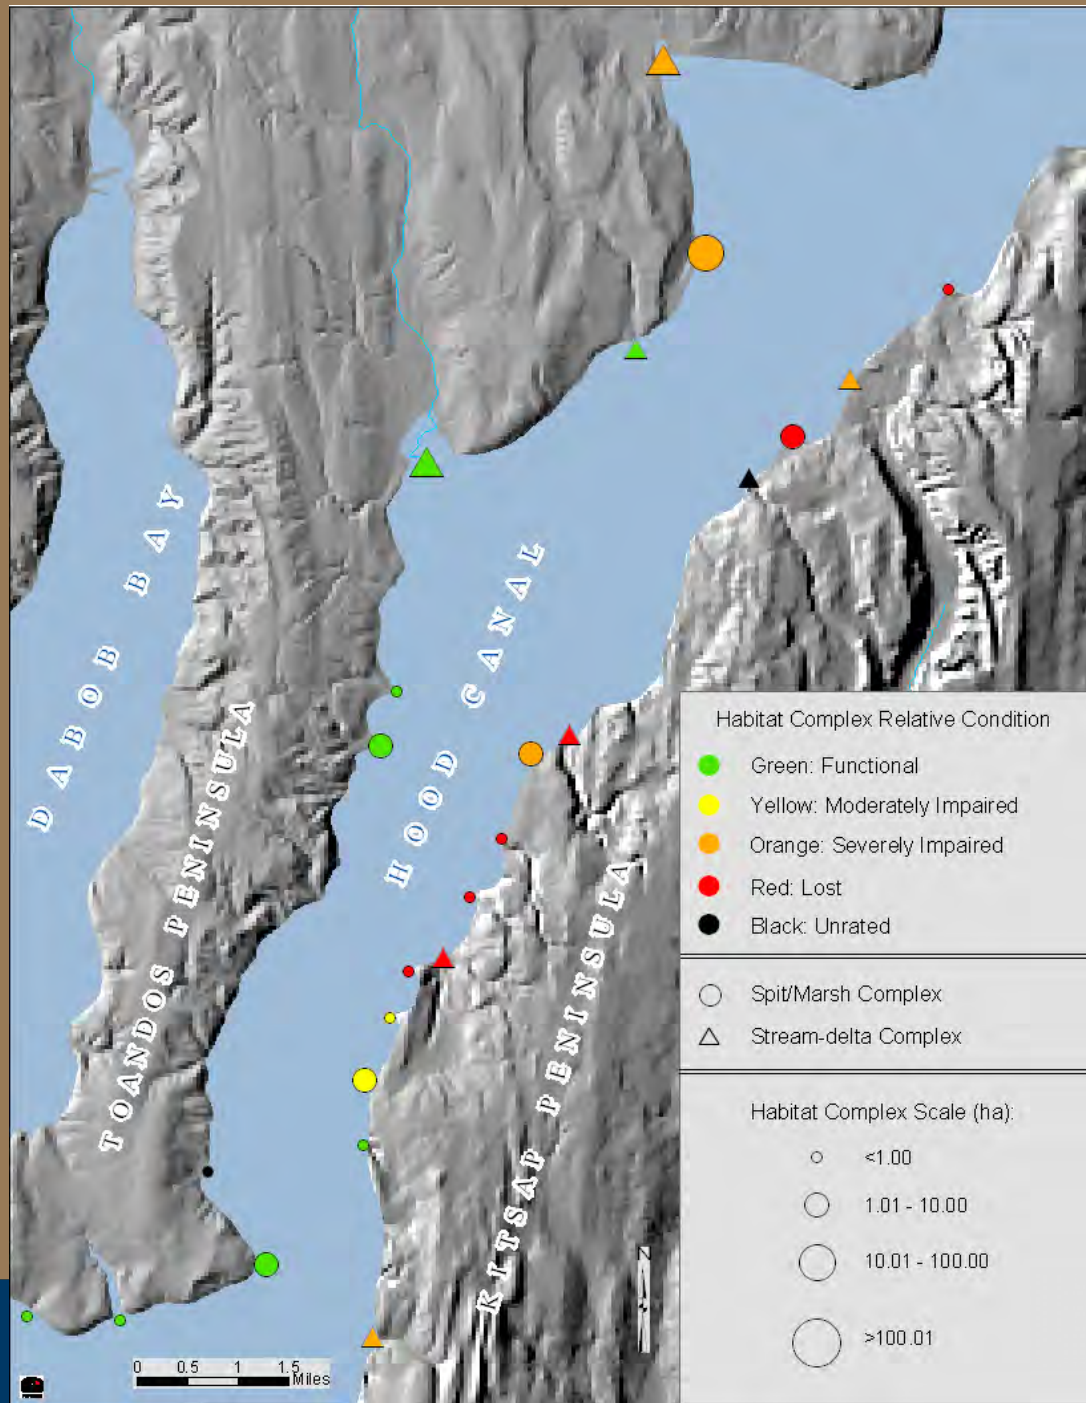 DABOB BAY
TOANDOS PENINSULA
HOOD CANAL
KITSAP PENINSULA
Habitat Complex Relative Condition
Green: Functional
Yellow: Moderately Impaired
Orange: Severely Impaired
Red: Lost
Black: Unrated
Spit/Marsh Complex
Stream-delta Complex
Habitat Complex Scale (ha):
<1.00
1.01 - 10.00
10.01 - 100.00
>100.01
N
0 0.5 1 1.5
Miles